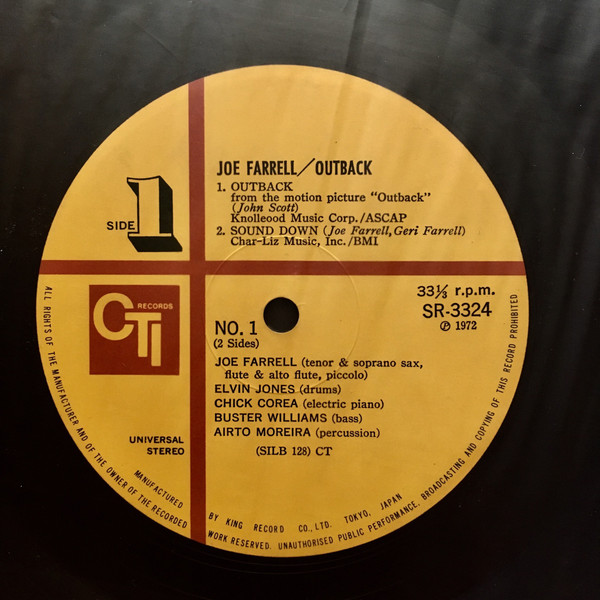 JOE FARRELL/OUTBACK
1. OUTBACK
from the motion picture "Outback"
(John Scott)
Knolleood Music Corp./ASCAP
2. SOUND DOWN (Joe Farrell, Geri Farrell)
Char-Liz Music, Inc./BMI
SIDE 1
CTI RECORDS
33⅓ r.p.m.
SR-3324
Ⓟ 1972
NO. 1
(2 Sides)
JOE FARRELL (tenor & soprano sax,
flute & alto flute, piccolo)
ELVIN JONES (drums)
CHICK COREA (electric piano)
BUSTER WILLIAMS (bass)
AIRTO MOREIRA (percussion)
(SILB 128) CT
UNIVERSAL
STEREO
MANUFACTURED BY KING RECORD CO., LTD. TOKYO, JAPAN
ALL RIGHTS OF THE MANUFACTURER AND OF THE OWNER OF THE RECORDED WORK RESERVED. UNAUTHORISED PUBLIC PERFORMANCE, BROADCASTING AND COPYING OF THIS RECORD PROHIBITED